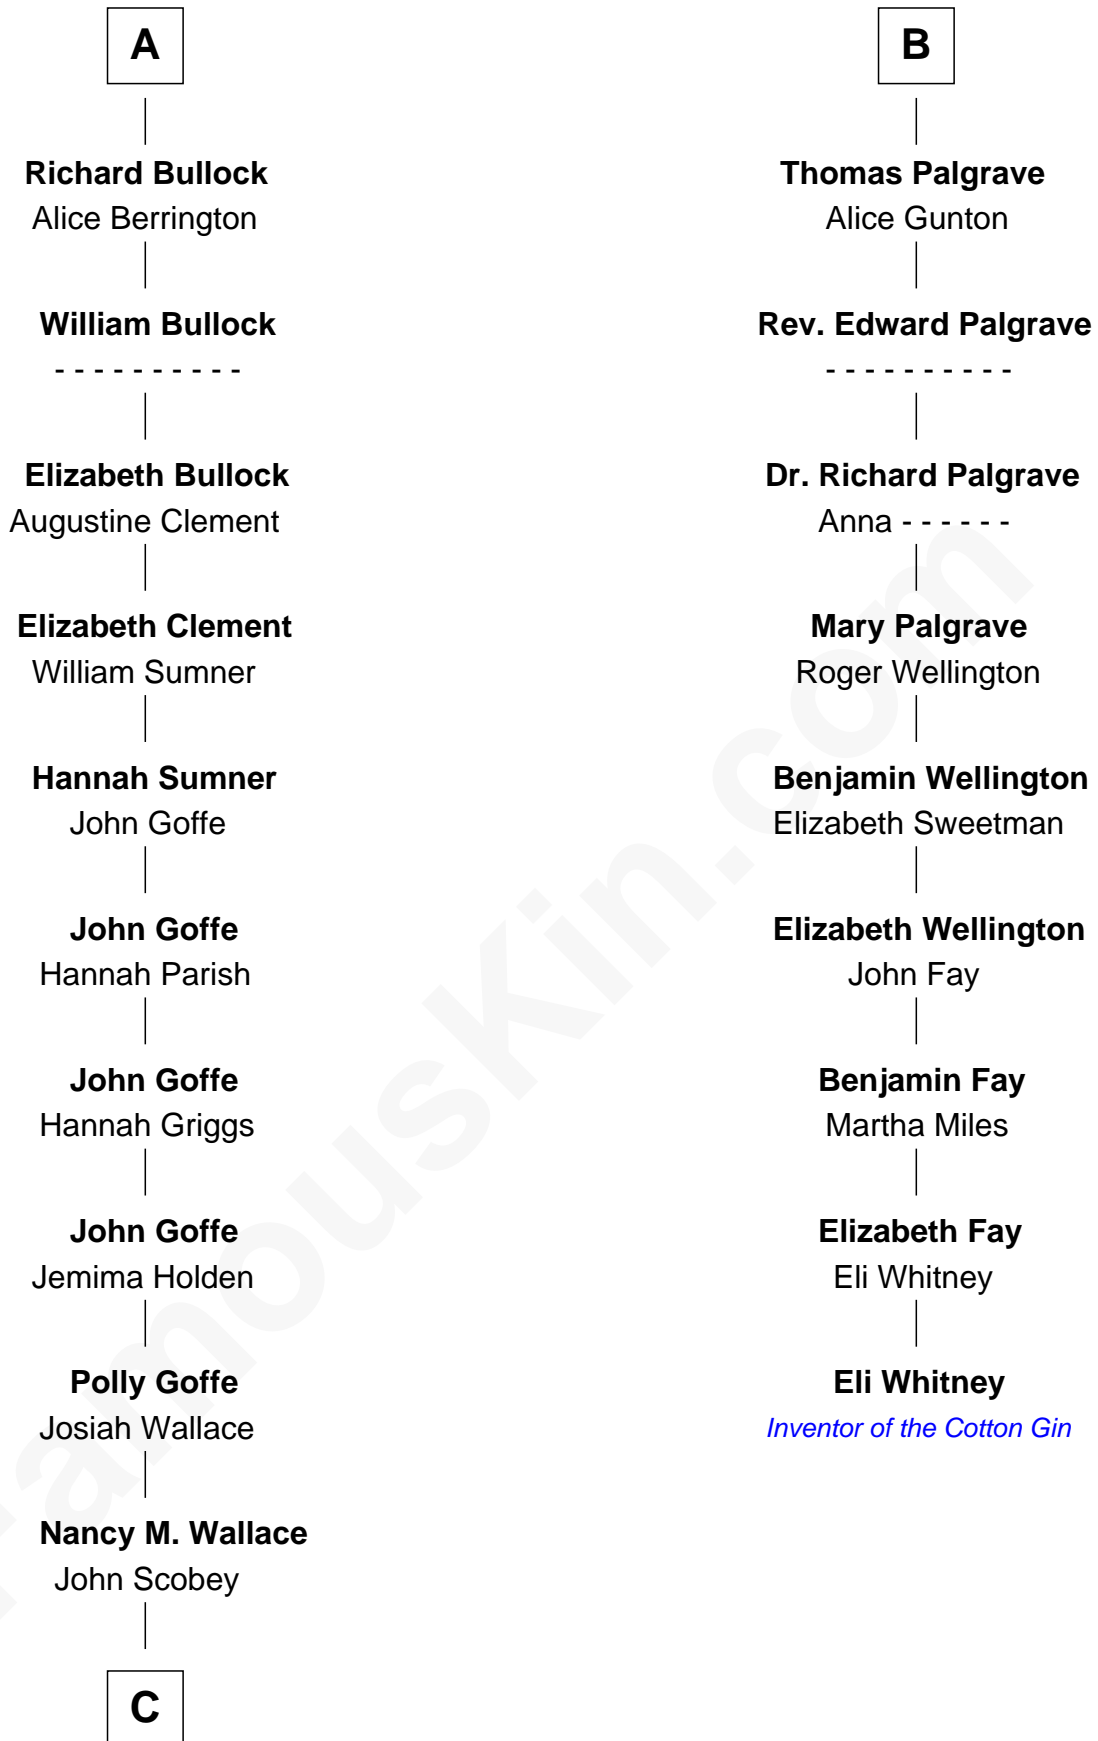 A
Richard Bullock
Alice Berrington
William Bullock
- - - - - - - - - -
Elizabeth Bullock
Augustine Clement
Elizabeth Clement
William Sumner
Hannah Sumner
John Goffe
John Goffe
Hannah Parish
John Goffe
Hannah Griggs
John Goffe
Jemima Holden
Polly Goffe
Josiah Wallace
Nancy M. Wallace
John Scobey
C
B
Thomas Palgrave
Alice Gunton
Rev. Edward Palgrave
- - - - - - - - - -
Dr. Richard Palgrave
Anna - - - - - -
Mary Palgrave
Roger Wellington
Benjamin Wellington
Elizabeth Sweetman
Elizabeth Wellington
John Fay
Benjamin Fay
Martha Miles
Elizabeth Fay
Eli Whitney
Eli Whitney
Inventor of the Cotton Gin
FamousKin.com